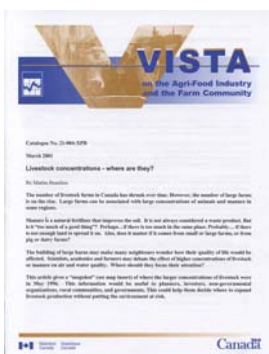 VISTA
on the Agri-Food Industry
and the Farm Community
Catalogue No. 21-004-XPB
March 2001
Livestock concentrations - where are they?
By Martin Beaulieu
The number of livestock farms in Canada has shrunk over time. However, the number of large farms
is on the rise. Large farms can be associated with large concentrations of animals and manure in
some regions.
Manure is a natural fertilizer that improves the soil. It is not always considered a waste product. But
is it "too much of a good thing"? Perhaps…if there is too much in the same place. Probably… if there
is not enough land to spread it on. Also, does it matter if it comes from small or large farms, or from
pig or dairy farms?
The building of large farms may make many neighbours wonder how their quality of life would be
affected. Scientists, academics and farmers may debate the effect of higher concentrations of livestock
or manure on air and water quality. Where should they focus their attention?
This article gives a "snapshot" (see map insert) of where the larger concentrations of livestock were
in May 1996. This information would be useful to planners, investors, non-governmental
organizations, rural communities, and governments. This could help them decide where to expand
livestock production without putting the environment at risk.
Statistics Canada
Statistique Canada
Canada